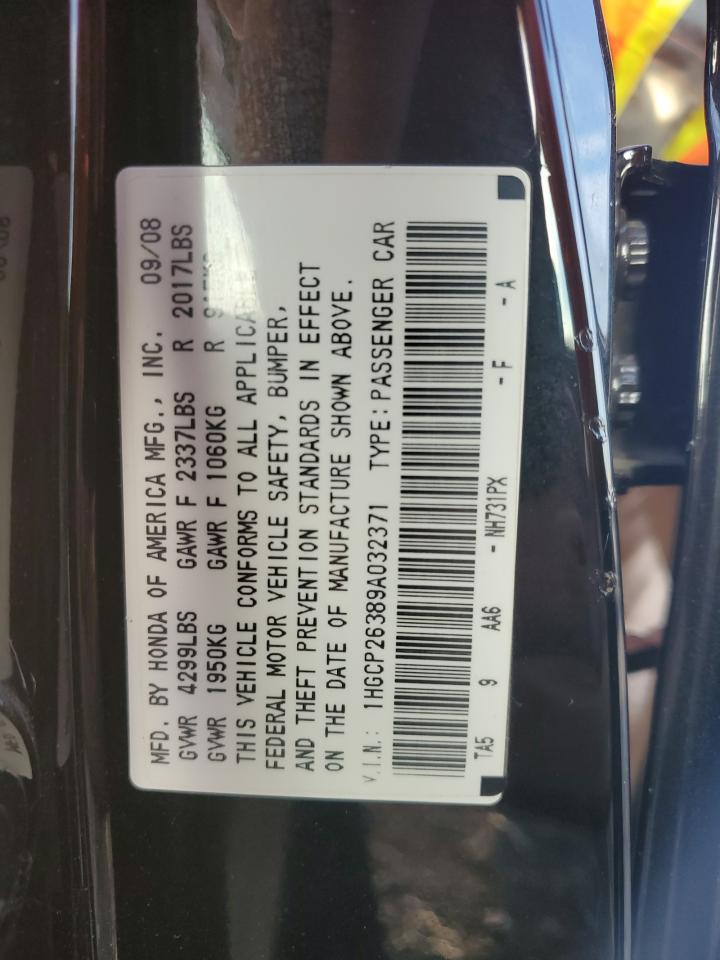 MFD. BY HONDA OF AMERICA MFG., INC. 09/08
GVWR 4299LBS GAWR F 2337LBS R 2017LBS
GVWR 1950KG GAWR F 1060KG R
THIS VEHICLE CONFORMS TO ALL APPLICABLE
FEDERAL MOTOR VEHICLE SAFETY, BUMPER,
AND THEFT PREVENTION STANDARDS IN EFFECT
ON THE DATE OF MANUFACTURE SHOWN ABOVE.
V.I.N.: 1HGCP26389A032371 TYPE:PASSENGER CAR
TA5 9 AA6 - NH731PX - F - A